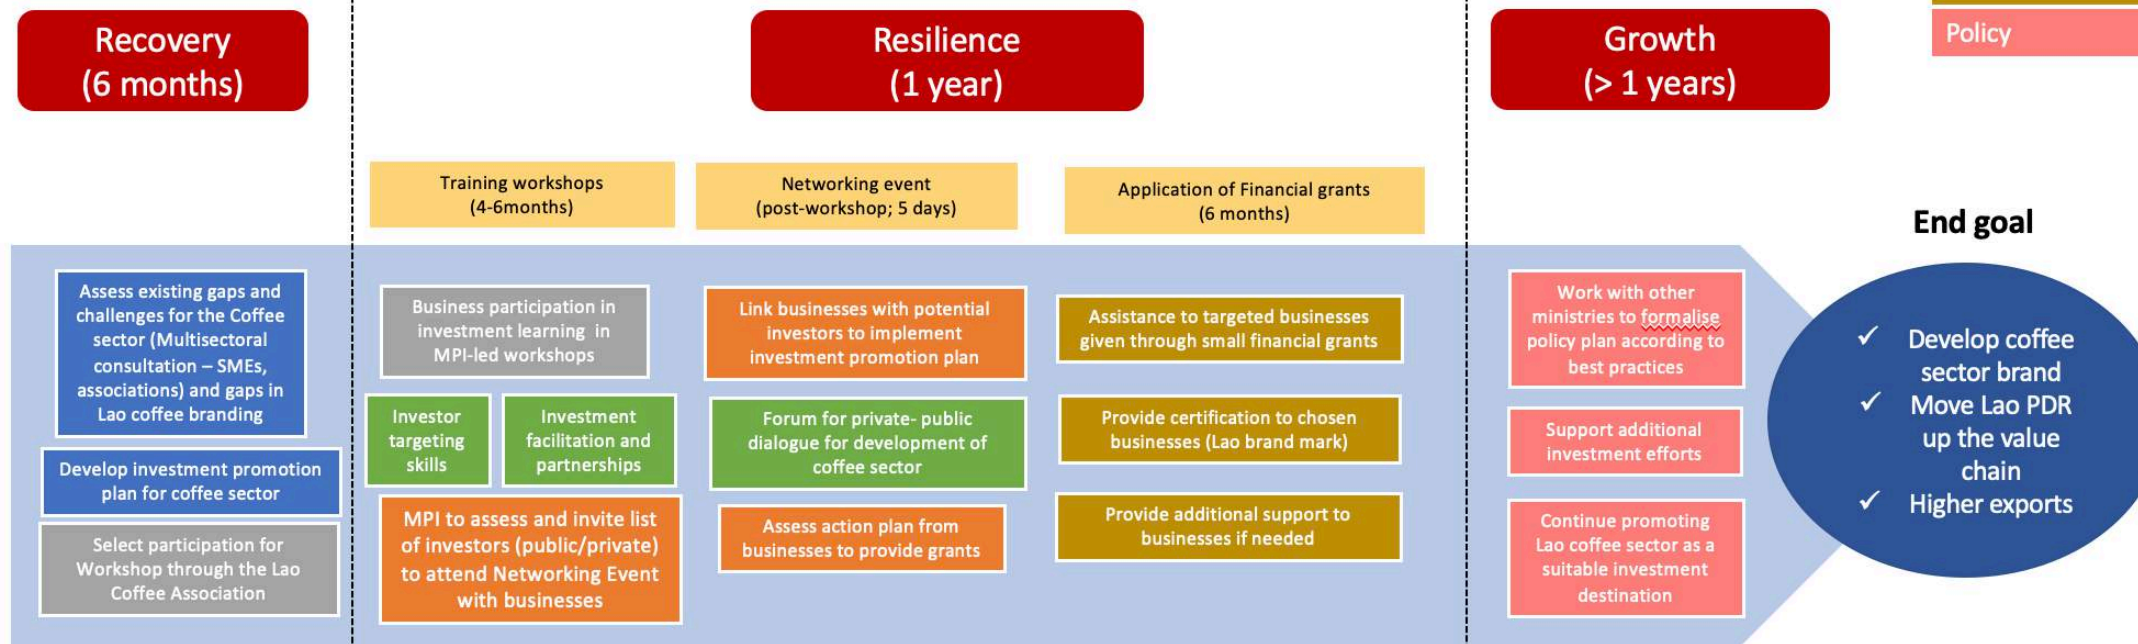 Recovery
(6 months)
Resilience
(1 year)
Growth
(> 1 years)
Policy
Training workshops
(4-6months)
Networking event
(post-workshop; 5 days)
Application of Financial grants
(6 months)
End goal
Assess existing gaps and
challenges for the Coffee
sector (Multisectoral
consultation – SMEs,
associations) and gaps in
Lao coffee branding
Develop investment promotion
plan for coffee sector
Select participation for
Workshop through the Lao
Coffee Association
Business participation in
investment learning in
MPI-led workshops
Investor
targeting
skills
Investment
facilitation and
partnerships
MPI to assess and invite list
of investors (public/private)
to attend Networking Event
with businesses
Link businesses with potential
investors to implement
investment promotion plan
Forum for private- public
dialogue for development of
coffee sector
Assess action plan from
businesses to provide grants
Assistance to targeted businesses
given through small financial grants
Provide certification to chosen
businesses (Lao brand mark)
Provide additional support to
businesses if needed
Work with other
ministries to formalise
policy plan according to
best practices
Support additional
investment efforts
Continue promoting
Lao coffee sector as a
suitable investment
destination
✓ Develop coffee
sector brand
✓ Move Lao PDR
up the value
chain
✓ Higher exports